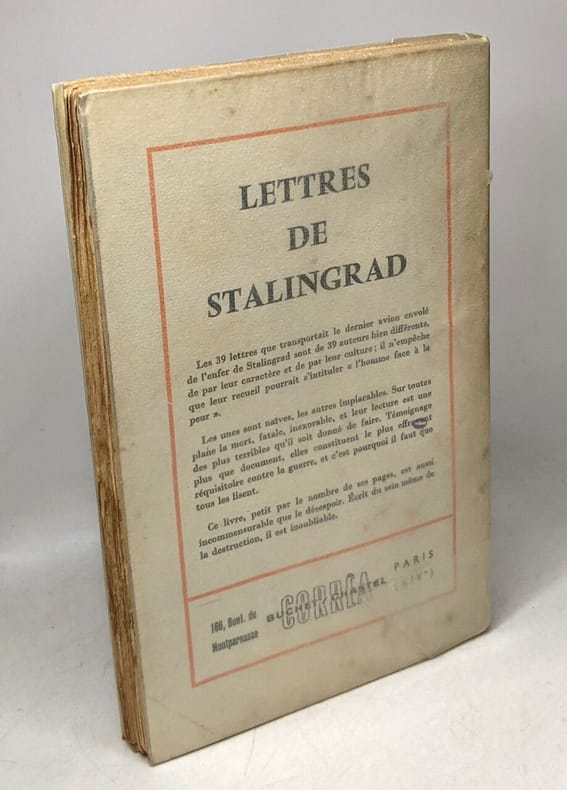 LETTRES
DE
STALINGRAD
Les 39 lettres que transportait le dernier avion envolé
de l'enfer de Stalingrad sont de 39 auteurs bien différents,
de par leur caractère et de par leur culture; il n'empêche
que leur recueil pourrait s'intituler « l'homme face à la
peur ».
Les unes sont naïves, les autres implacables. Sur toutes
plane la mort, fatale, inexorable, et leur lecture est une
des plus terribles qu'il soit donné de faire. Témoignage
plus que document, elles constituent le plus effrayant
réquisitoire contre la guerre, et c'est pourquoi il faut que
tous les lisent.
Ce livre, petit par le nombre de ses pages, est aussi
incommensurable que le désespoir. Écrit du sein même de
la destruction, il est inoubliable.
166, Boul. du
Montparnasse
CORRÊA
BUCHET/CHASTEL
PARIS
(XIVe)